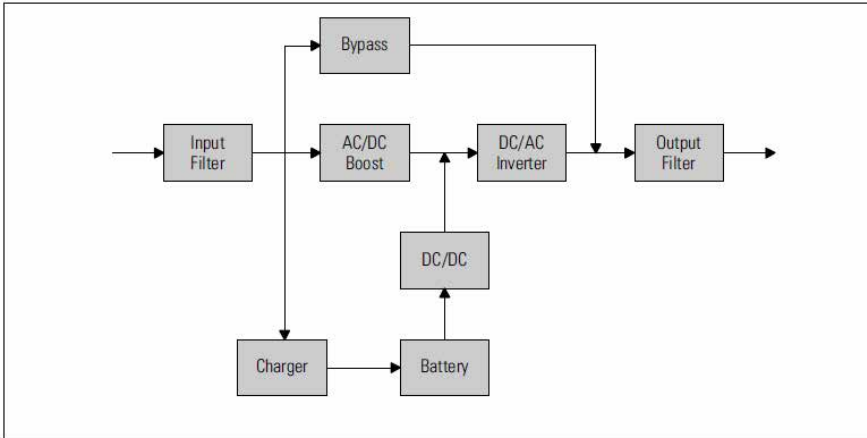 Bypass
Input
Filter
AC/DC
Boost
DC/AC
Inverter
Output
Filter
DC/DC
Charger
Battery